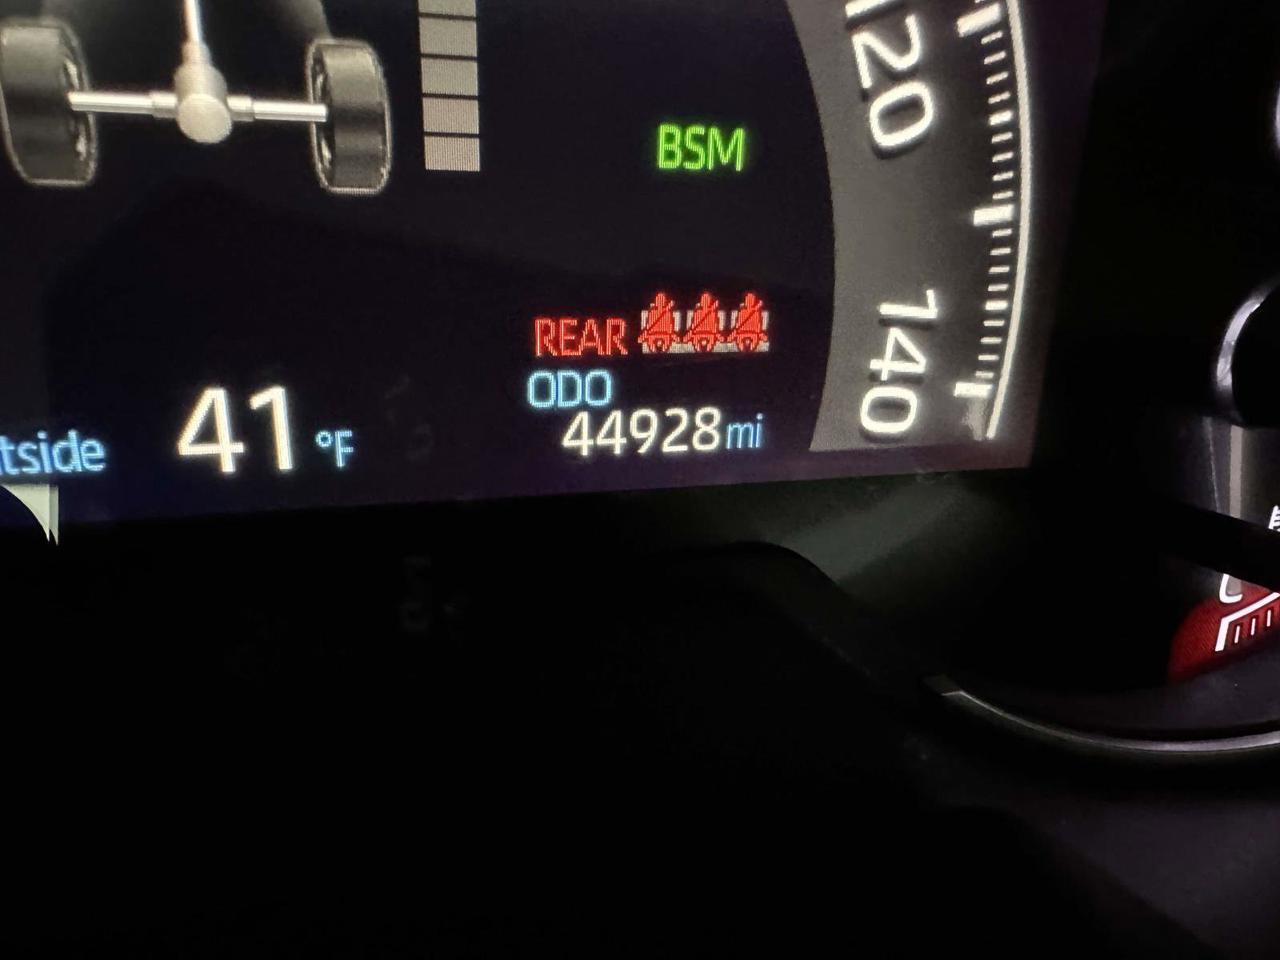 120
BSM
140
REAR
ODO
44928 mi
tside 41 °F